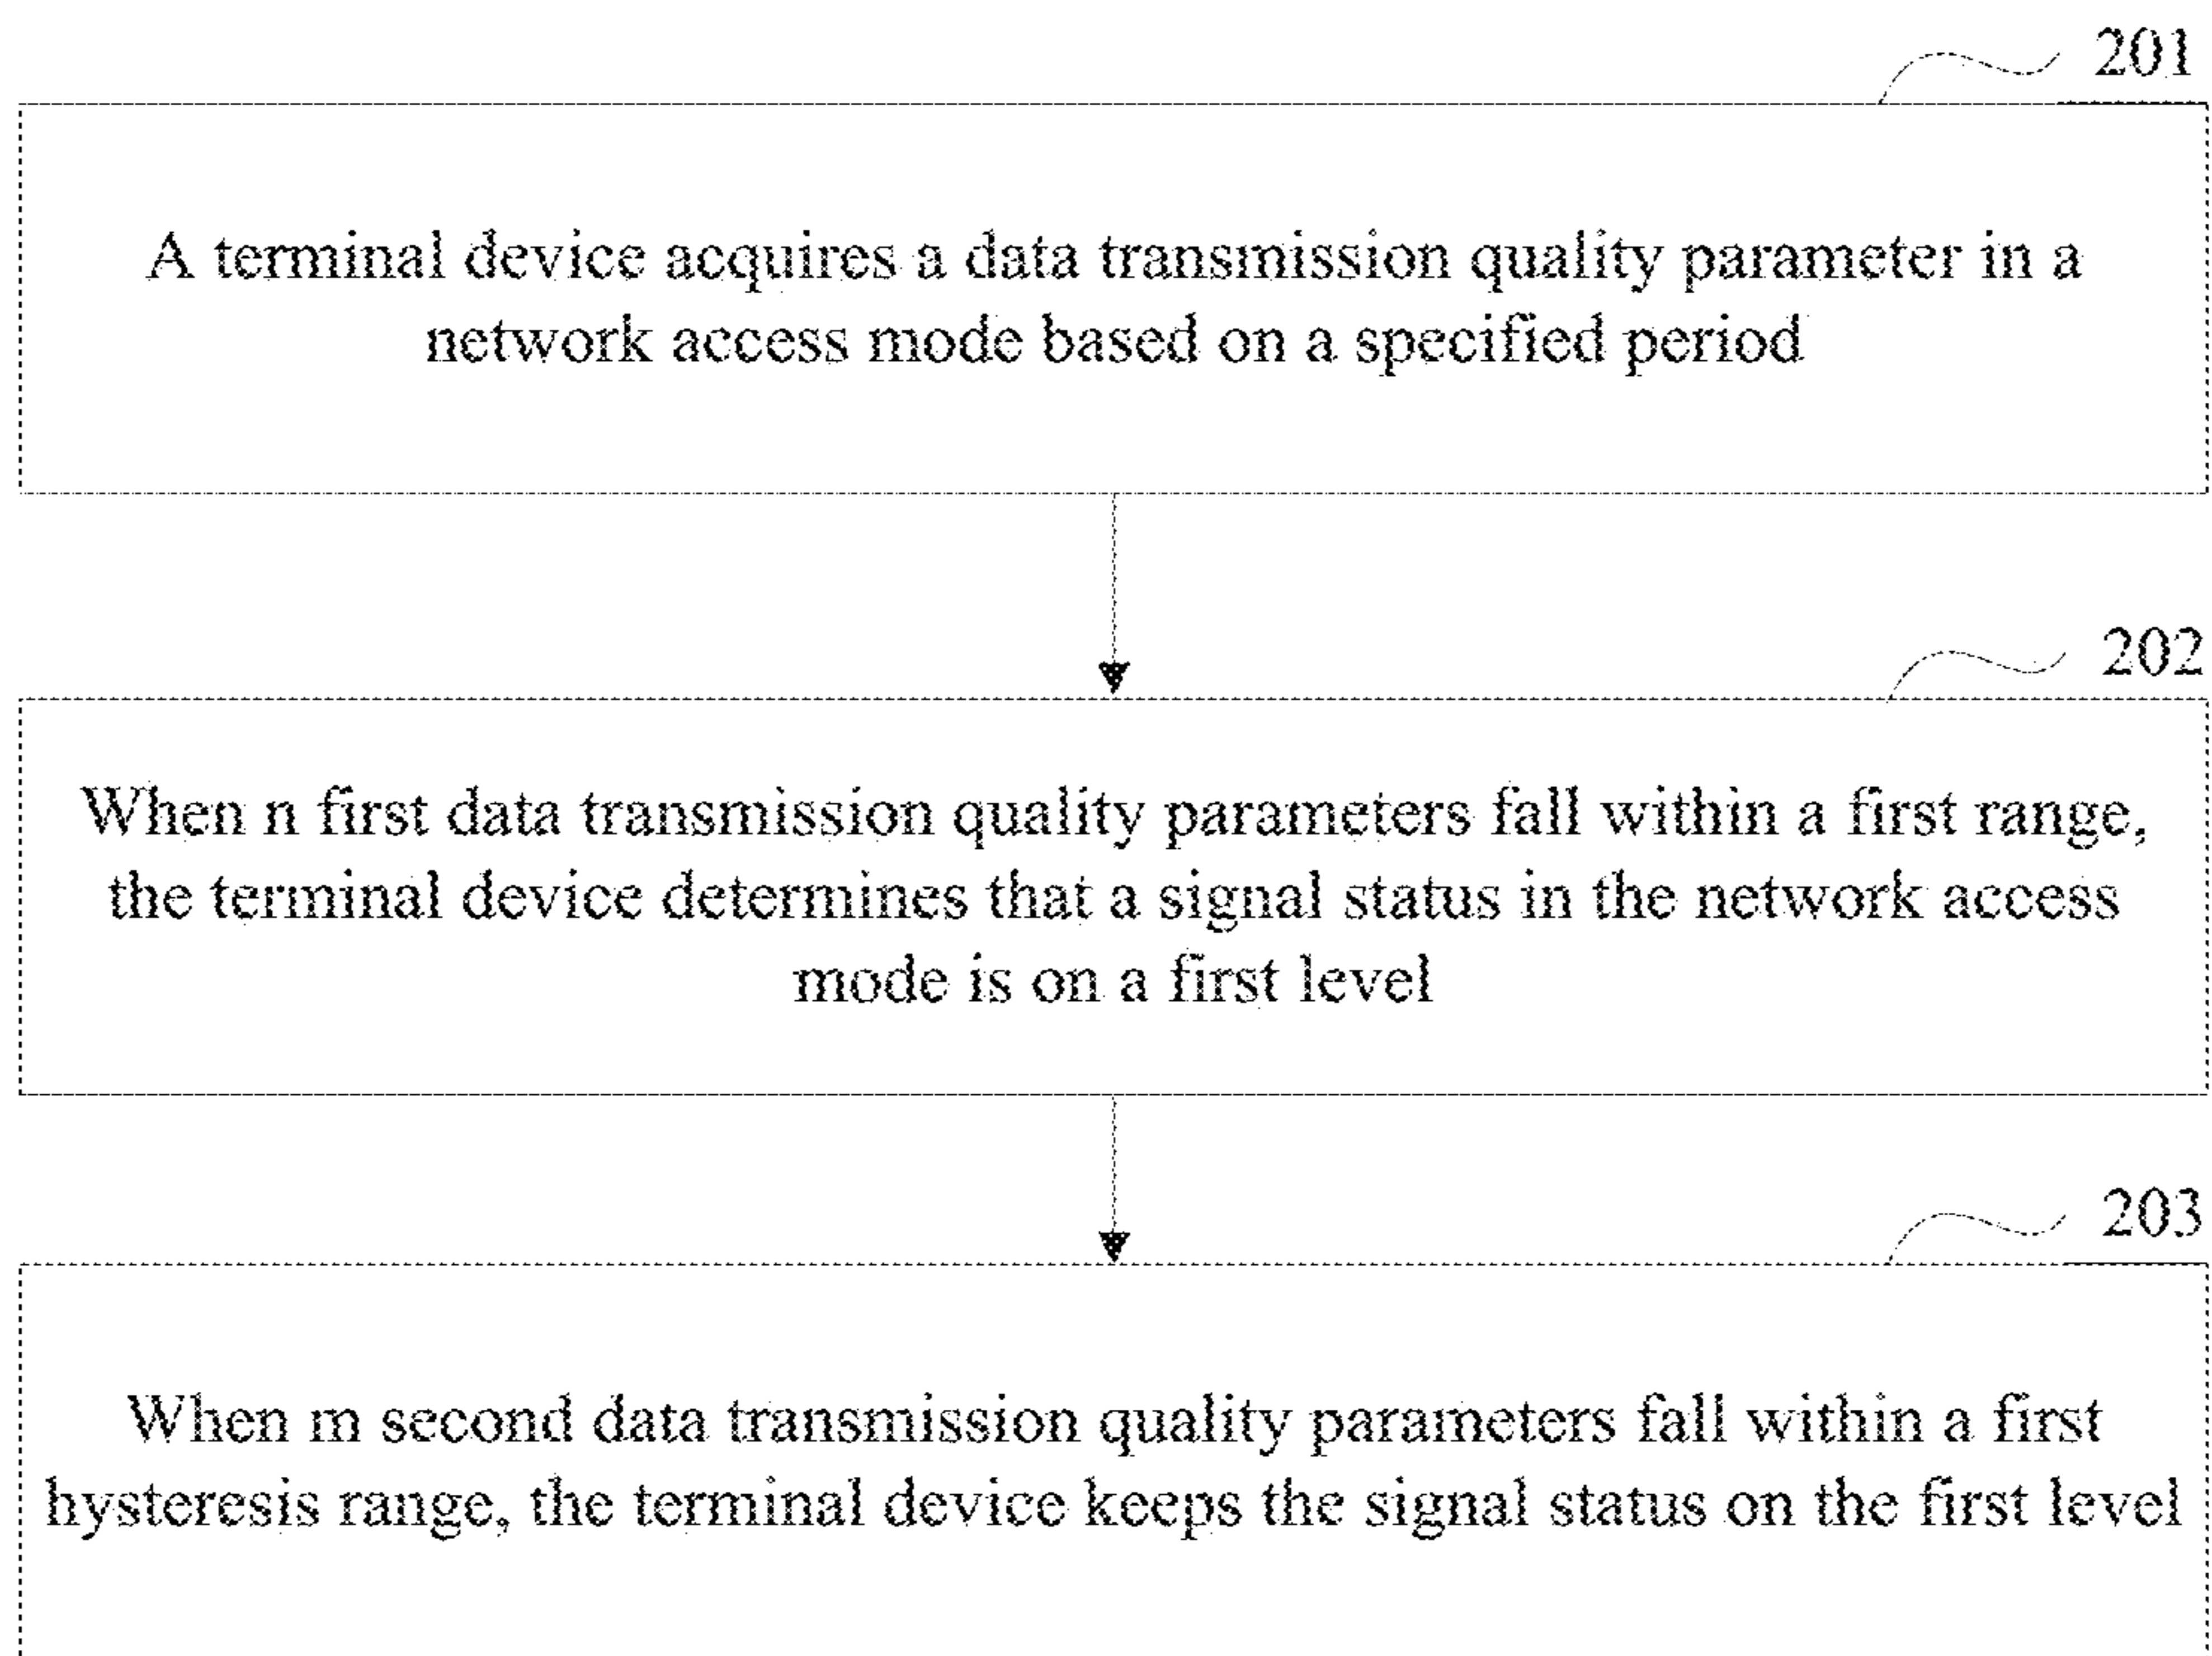 201
A terminal device acquires a data transmission quality parameter in a
network access mode based on a specified period
202
When n first data transmission quality parameters fall within a first range,
the terminal device determines that a signal status in the network access
mode is on a first level
203
When m second data transmission quality parameters fall within a first
hysteresis range, the terminal device keeps the signal status on the first level